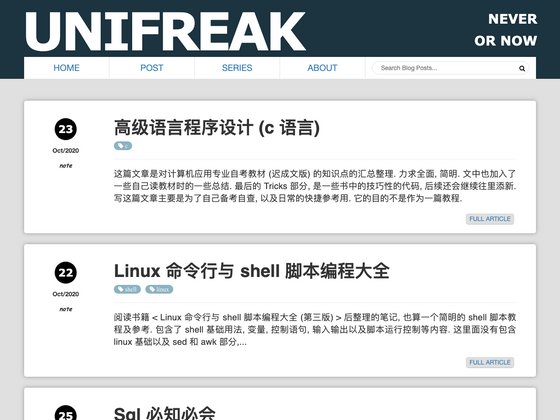 UNIFREAK
NEVER
OR NOW
HOME
POST
SERIES
ABOUT
Search Blog Posts...
23
Oct/2020
note
高级语言程序设计 (c 语言)
c
这篇文章是对计算机应用专业自考教材 (迟成文版) 的知识点的汇总整理. 力求全面, 简明. 文中也加入了
一些自己读教材时的一些总结. 最后的 Tricks 部分, 是一些书中的技巧性的代码, 后续还会继续往里添新.
写这篇文章主要是为了自己备考自查, 以及日常的快捷参考用. 它的目的不是作为一篇教程.
FULL ARTICLE
22
Oct/2020
note
Linux 命令行与 shell 脚本编程大全
shell
linux
阅读书籍 < Linux 命令行与 shell 脚本编程大全 (第三版) > 后整理的笔记, 也算一个简明的 shell 脚本教
程及参考. 包含了 shell 基础用法, 变量, 控制语句, 输入输出以及脚本运行控制等内容. 这里面没有包含
linux 基础以及 sed 和 awk 部分,...
FULL ARTICLE
25
Sql 必知必会